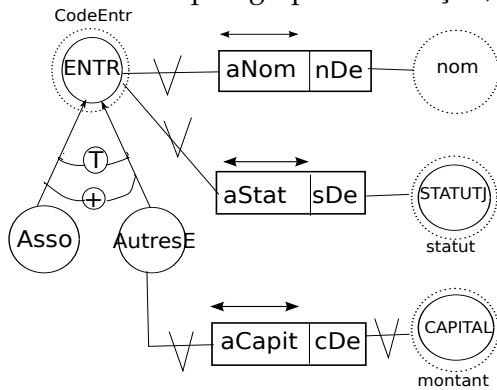 CodeEntr
ENTR
aNom nDe
nom
T
+
aStat sDe
STATUTJ
statut
Asso
AutresE
aCapit cDe
CAPITAL
montant